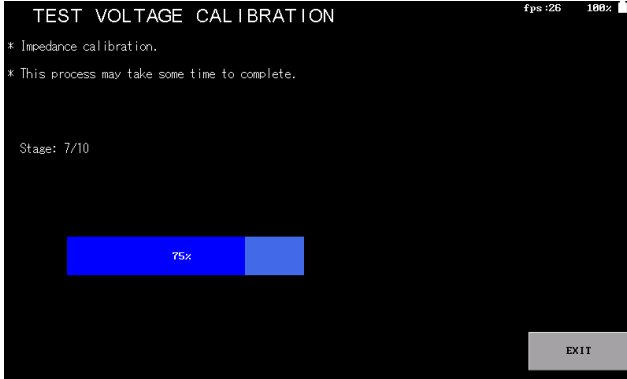 TEST VOLTAGE CALIBRATION
fps:26 100%
* Impedance calibration.
* This process may take some time to complete.
Stage: 7/10
75%
EXIT